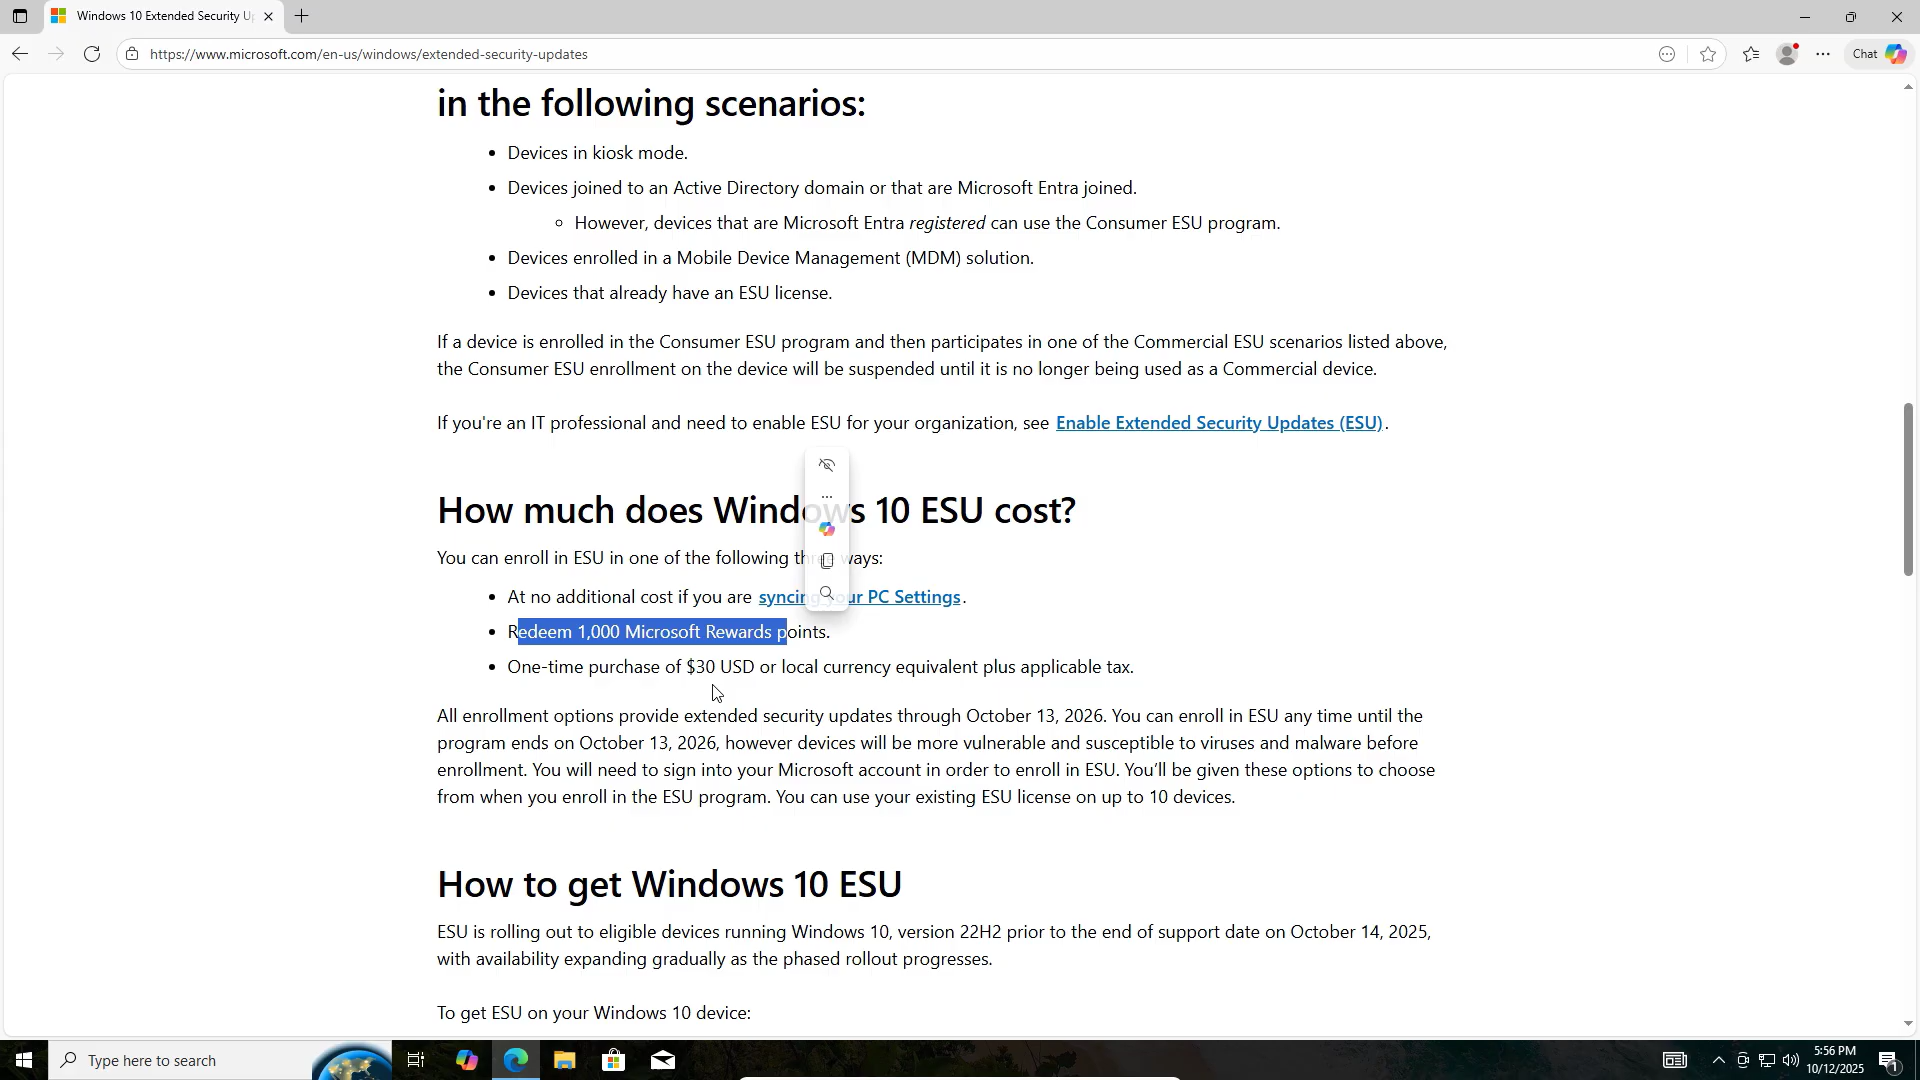 Windows 10 Extended Security Up
https://www.microsoft.com/en-us/windows/extended-security-updates
Chat
in the following scenarios:
• Devices in kiosk mode.
• Devices joined to an Active Directory domain or that are Microsoft Entra joined.
○ However, devices that are Microsoft Entra registered can use the Consumer ESU program.
• Devices enrolled in a Mobile Device Management (MDM) solution.
• Devices that already have an ESU license.
If a device is enrolled in the Consumer ESU program and then participates in one of the Commercial ESU scenarios listed above,
the Consumer ESU enrollment on the device will be suspended until it is no longer being used as a Commercial device.
If you're an IT professional and need to enable ESU for your organization, see Enable Extended Security Updates (ESU).
How much does Windows 10 ESU cost?
You can enroll in ESU in one of the following three ways:
• At no additional cost if you are syncing your PC Settings.
• Redeem 1,000 Microsoft Rewards points.
• One-time purchase of $30 USD or local currency equivalent plus applicable tax.
All enrollment options provide extended security updates through October 13, 2026. You can enroll in ESU any time until the
program ends on October 13, 2026, however devices will be more vulnerable and susceptible to viruses and malware before
enrollment. You will need to sign into your Microsoft account in order to enroll in ESU. You’ll be given these options to choose
from when you enroll in the ESU program. You can use your existing ESU license on up to 10 devices.
How to get Windows 10 ESU
ESU is rolling out to eligible devices running Windows 10, version 22H2 prior to the end of support date on October 14, 2025,
with availability expanding gradually as the phased rollout progresses.
To get ESU on your Windows 10 device:
Type here to search
5:56 PM
10/12/2025
1